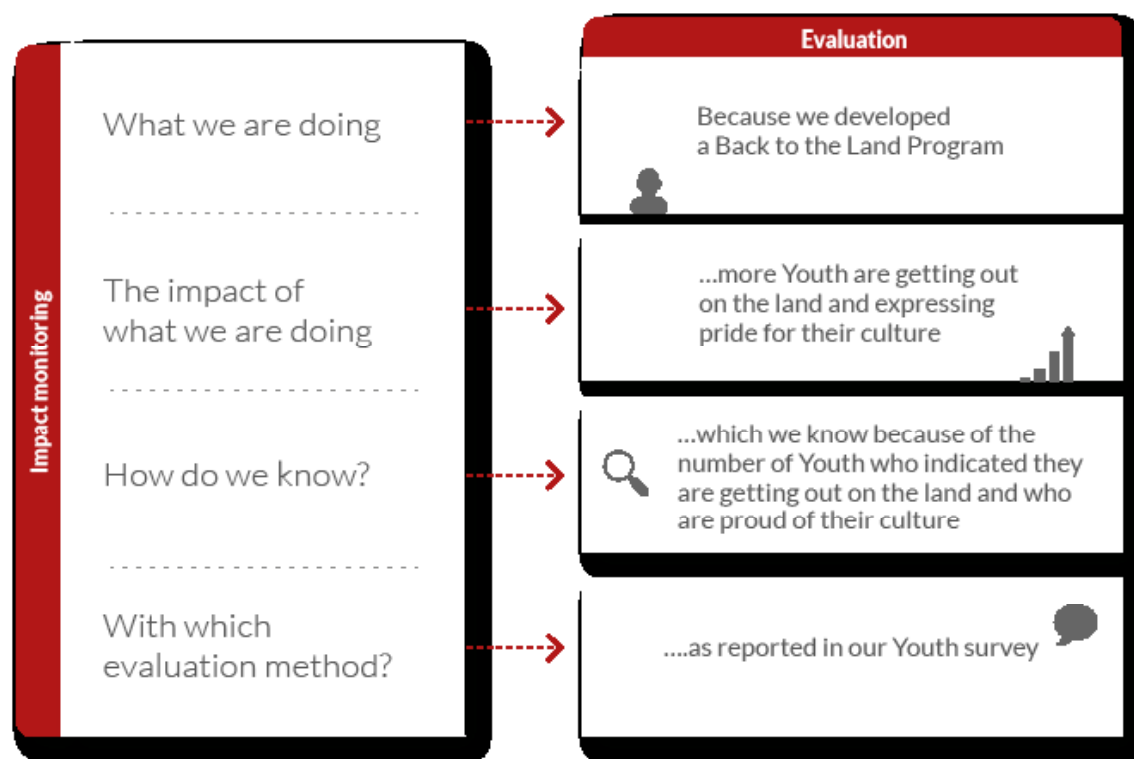 Impact monitoring
What we are doing
The impact of
what we are doing
How do we know?
With which
evaluation method?
Evaluation
Because we developed
a Back to the Land Program
...more Youth are getting out
on the land and expressing
pride for their culture
...which we know because of the
number of Youth who indicated they
are getting out on the land and who
are proud of their culture
....as reported in our Youth survey